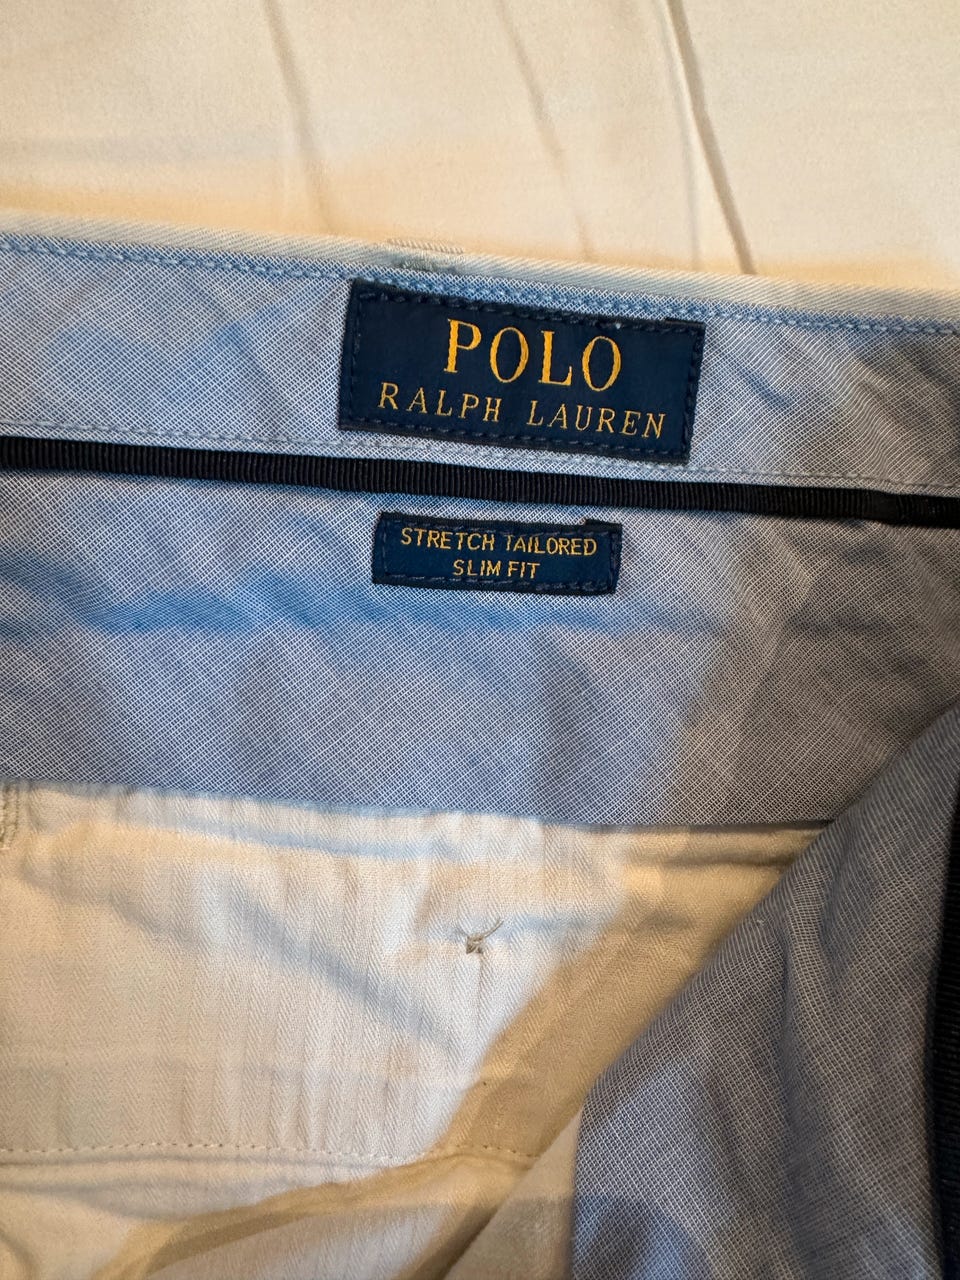 POLO
RALPH LAUREN
STRETCH TAILORED
SLIM FIT